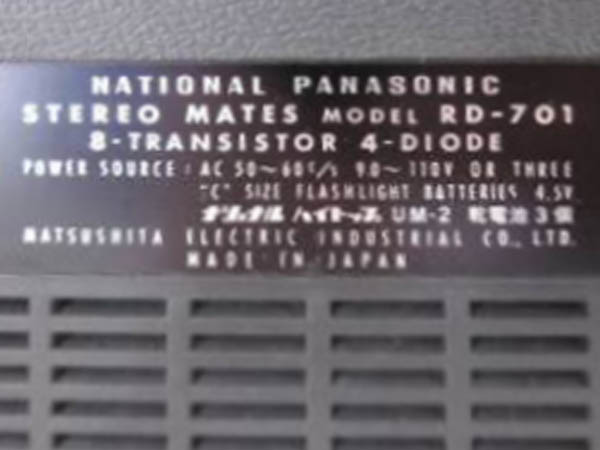 NATIONAL PANASONIC
STEREO MATES MODEL RD-701
8-TRANSISTOR 4-DIODE
POWER SOURCE : AC 50~60c/s 90~110V OR THREE
"C" SIZE FLASHLIGHT BATTERIES 4.5V
ナショナル ハイトップ UM-2 乾電池3個
MATSUSHITA ELECTRIC INDUSTRIAL CO., LTD.
MADE IN JAPAN